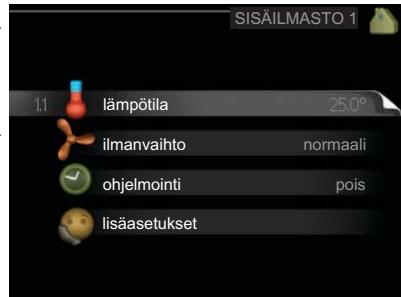 SISÄILMASTO 1
1.1 lämpötila 25.0°
ilmanvaihto normaali
ohjelmointi pois
lisäasetukset